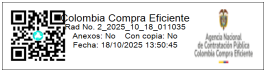 Colombia Compra Eficiente
Rad No. 2_2025_10_18_011035
Anexos: No Con copia: No
Fecha: 18/10/2025 13:50:45
Agencia Nacional
de Contratación Pública
Colombia Compra Eficiente